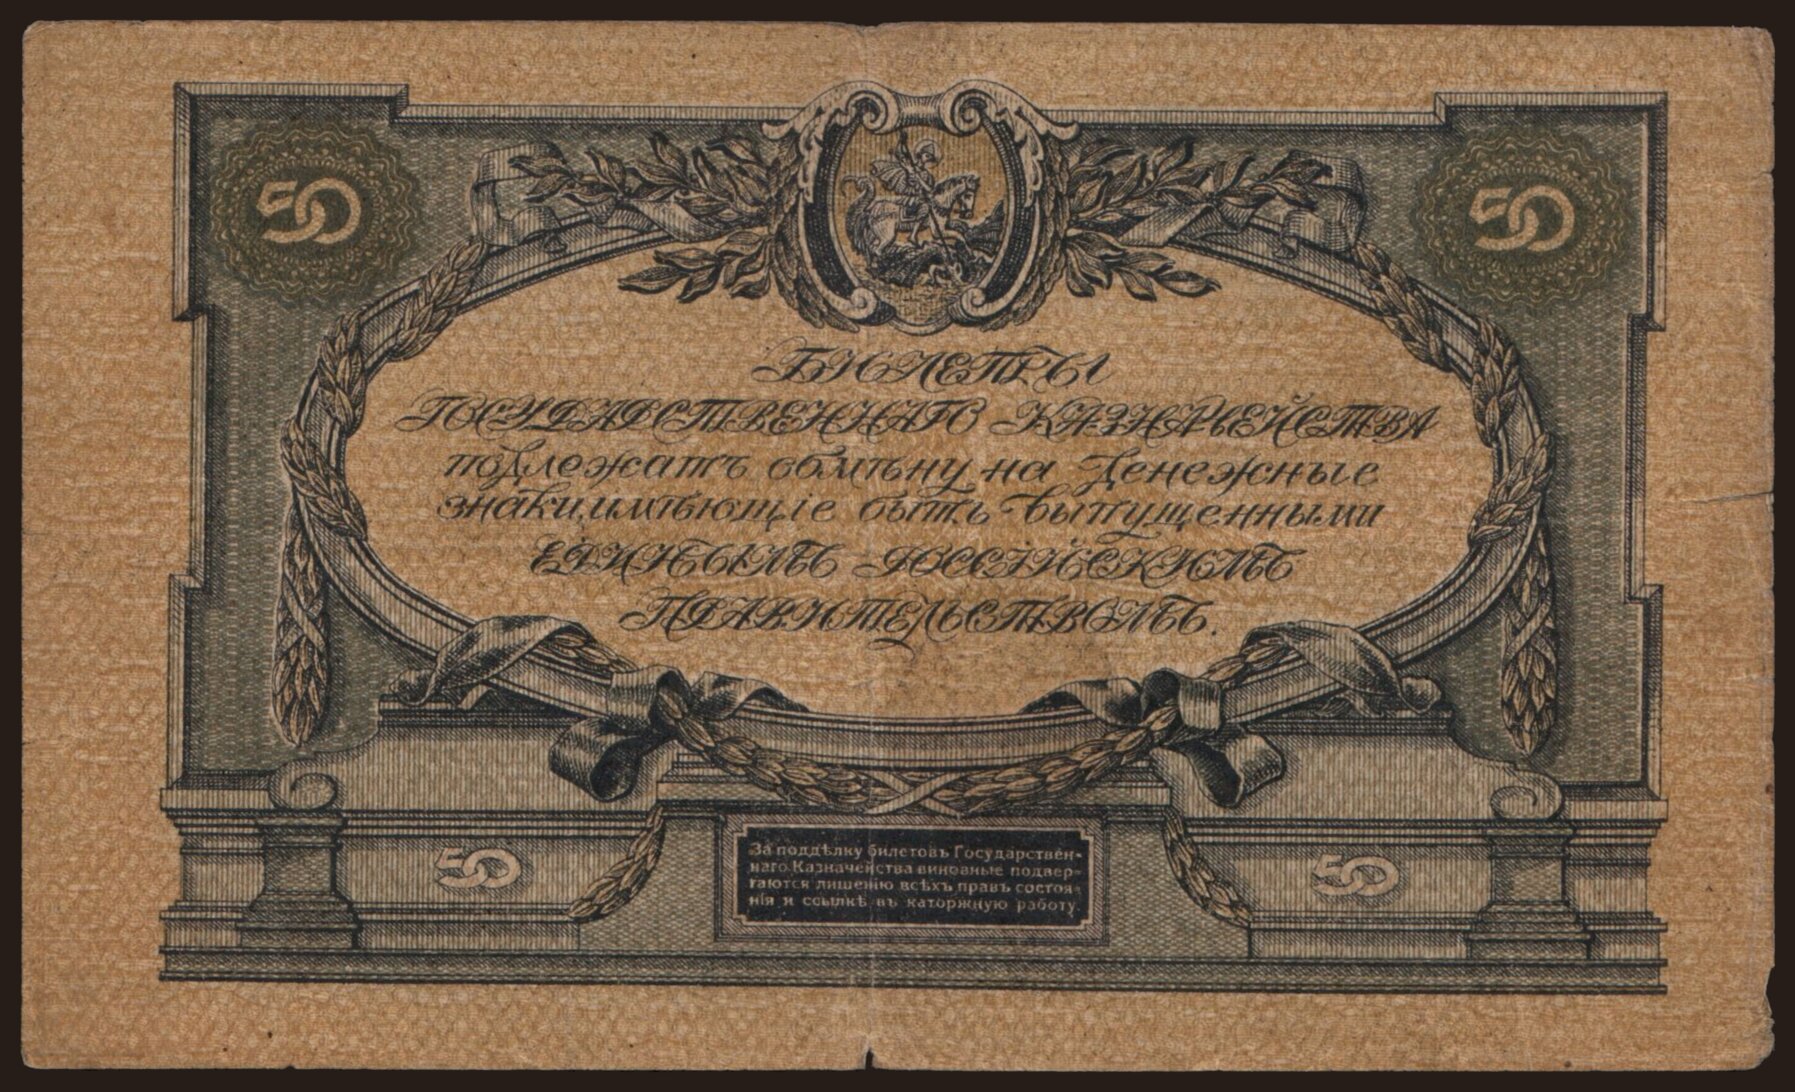 50
50
БИЛЕТЫ
ГОСУДАРСТВЕННАГО КАЗНАЧЕЙСТВА
подлежатъ обмѣну на денежные
знаки, имѣющіе быть выпущенными
ЕДИНЫМЪ РОССІЙСКИМЪ
ПРАВИТЕЛЬСТВОМЪ.
50
50
За поддѣлку билетовъ Государствен-
наго Казначейства виновные подвер-
гаются лишенію всѣхъ правъ состоя-
нія и ссылкѣ въ каторжную работу.